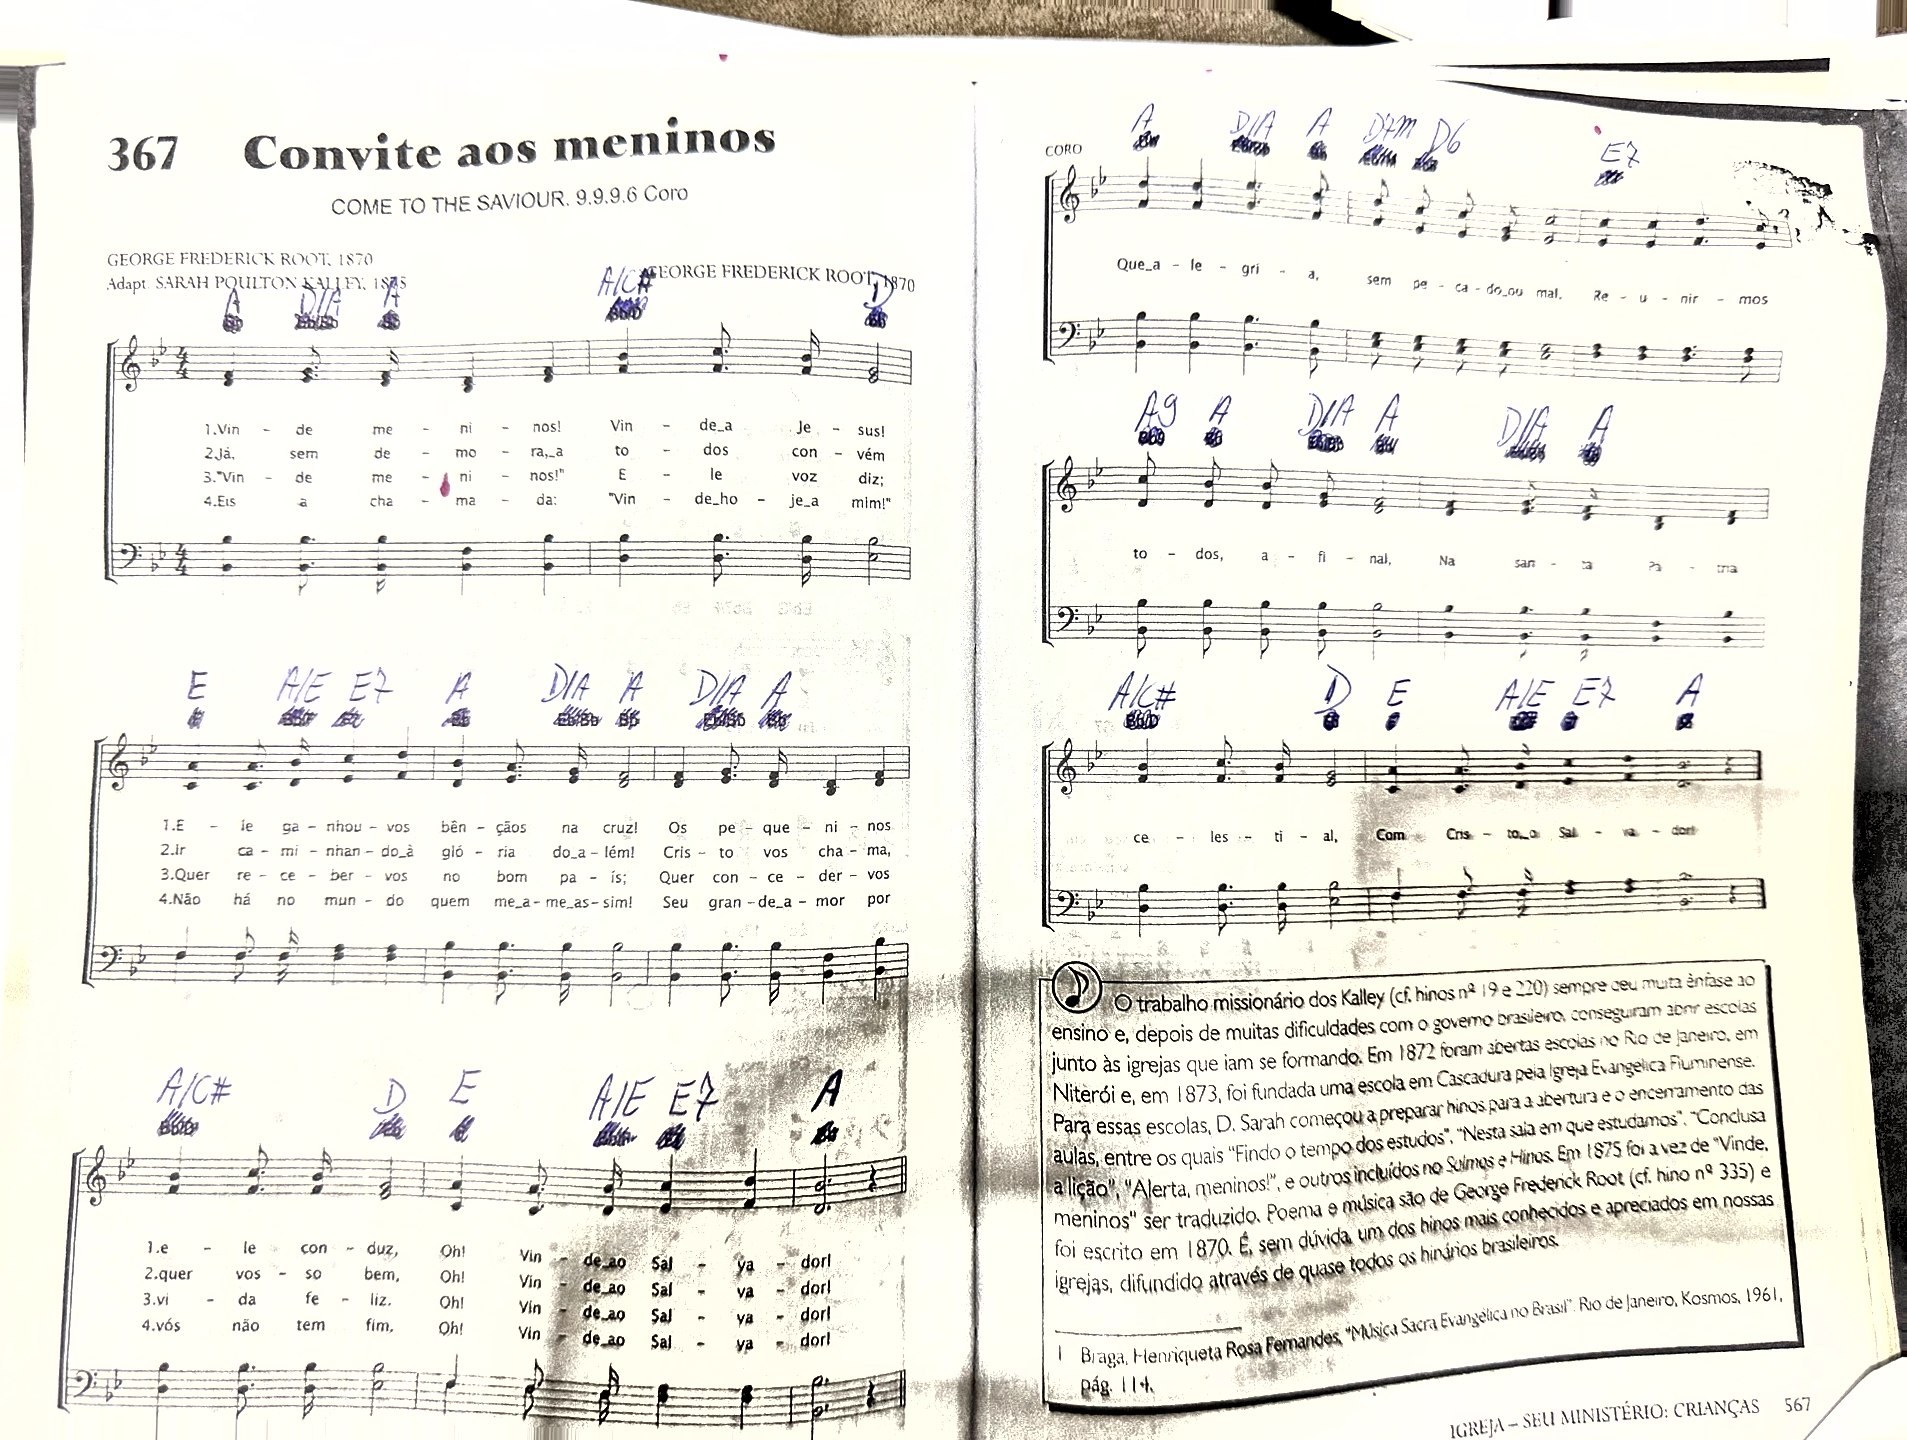 367 Convite aos meninos
COME TO THE SAVIOUR. 9.9.9.6 Coro
GEORGE FREDERICK ROOT, 1870
Adapt. SARAH POULTON KALLEY, 1875
GEORGE FREDERICK ROOT, 1870
A D/A A A/C# D
1.Vin - de me - ni - nos! Vin - de_a Je - sus!
2.Já, sem de - mo - ra,_a to - dos con - vém
3."Vin - de me - ni - nos!" E - le voz diz;
4.Eis a cha - ma - da: "Vin - de_ho - je_a mim!"
E A/E E7 A D/A A D/A A
1.E - le ga - nhou - vos bên - çãos na cruz! Os pe - que - ni - nos
2.Ir ca - mi - nhan - do_à gló - ria do_a - lém! Cris - to vos cha - ma,
3.Quer re - ce - ber - vos no bom pa - ís; Quer con - ce - der - vos
4.Não há no mun - do quem me_a - me_as - sim! Seu gran - de_a - mor por
A/C# D E A/E E7 A
1.e - le con - duz, Oh! Vin - de_ao Sal - va - dor!
2.quer vos - so bem, Oh! Vin - de_ao Sal - va - dor!
3.vi - da fe - liz. Oh! Vin - de_ao Sal - va - dor!
4.vós não tem fim, Oh! Vin - de_ao Sal - va - dor!
A D/A A D7M D6 E7
CORO
Que_a - le - gri - a, sem pe - ca - do_ou mal, Re - u - nir - mos
A9 A D/A A D/A A
to - dos, a - fi - nal, Na san - ta Pá - tria
A/C# D E A/E E7 A
ce - les - ti - al, Com Cris - to,_o Sal - va - dor!
O trabalho missionário dos Kalley (cf. hinos nº 19 e 220) sempre deu muita ênfase ao
ensino e, depois de muitas dificuldades com o governo brasileiro, conseguiram abrir escolas
junto às igrejas que iam se formando. Em 1872 foram abertas escolas no Rio de Janeiro, em
Niterói e, em 1873, foi fundada uma escola em Cascadura pela Igreja Evangélica Fluminense.
Para essas escolas, D. Sarah começou a preparar hinos para a abertura e o encerramento das
aulas, entre os quais "Findo o tempo dos estudos", "Nesta sala em que estudamos", "Conclusa
a lição", "Alerta, meninos!", e outros incluídos no Salmos e Hinos. Em 1875 foi a vez de "Vinde,
meninos" ser traduzido. Poema e música são de George Frederick Root (cf. hino nº 335) e
foi escrito em 1870. É, sem dúvida, um dos hinos mais conhecidos e apreciados em nossas
igrejas, difundido através de quase todos os hinários brasileiros.
1 Braga, Henriqueta Rosa Fernandes, "Música Sacra Evangélica no Brasil". Rio de Janeiro, Kosmos, 1961,
pág. 114.
IGREJA – SEU MINISTÉRIO: CRIANÇAS 567